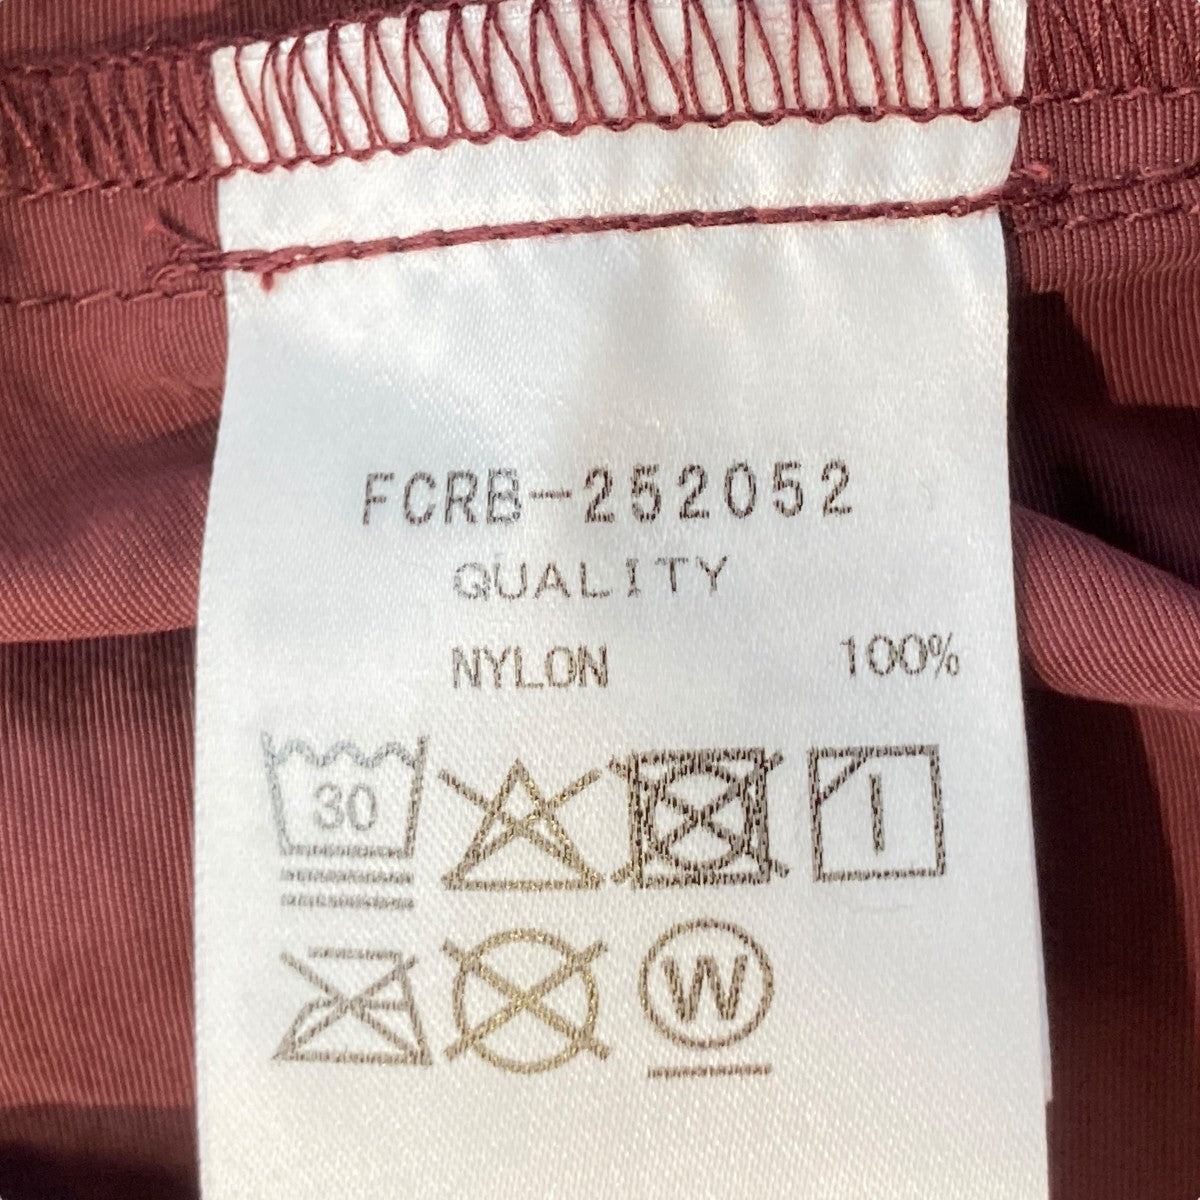 FCRB-252052
QUALITY
NYLON 100%
30
W